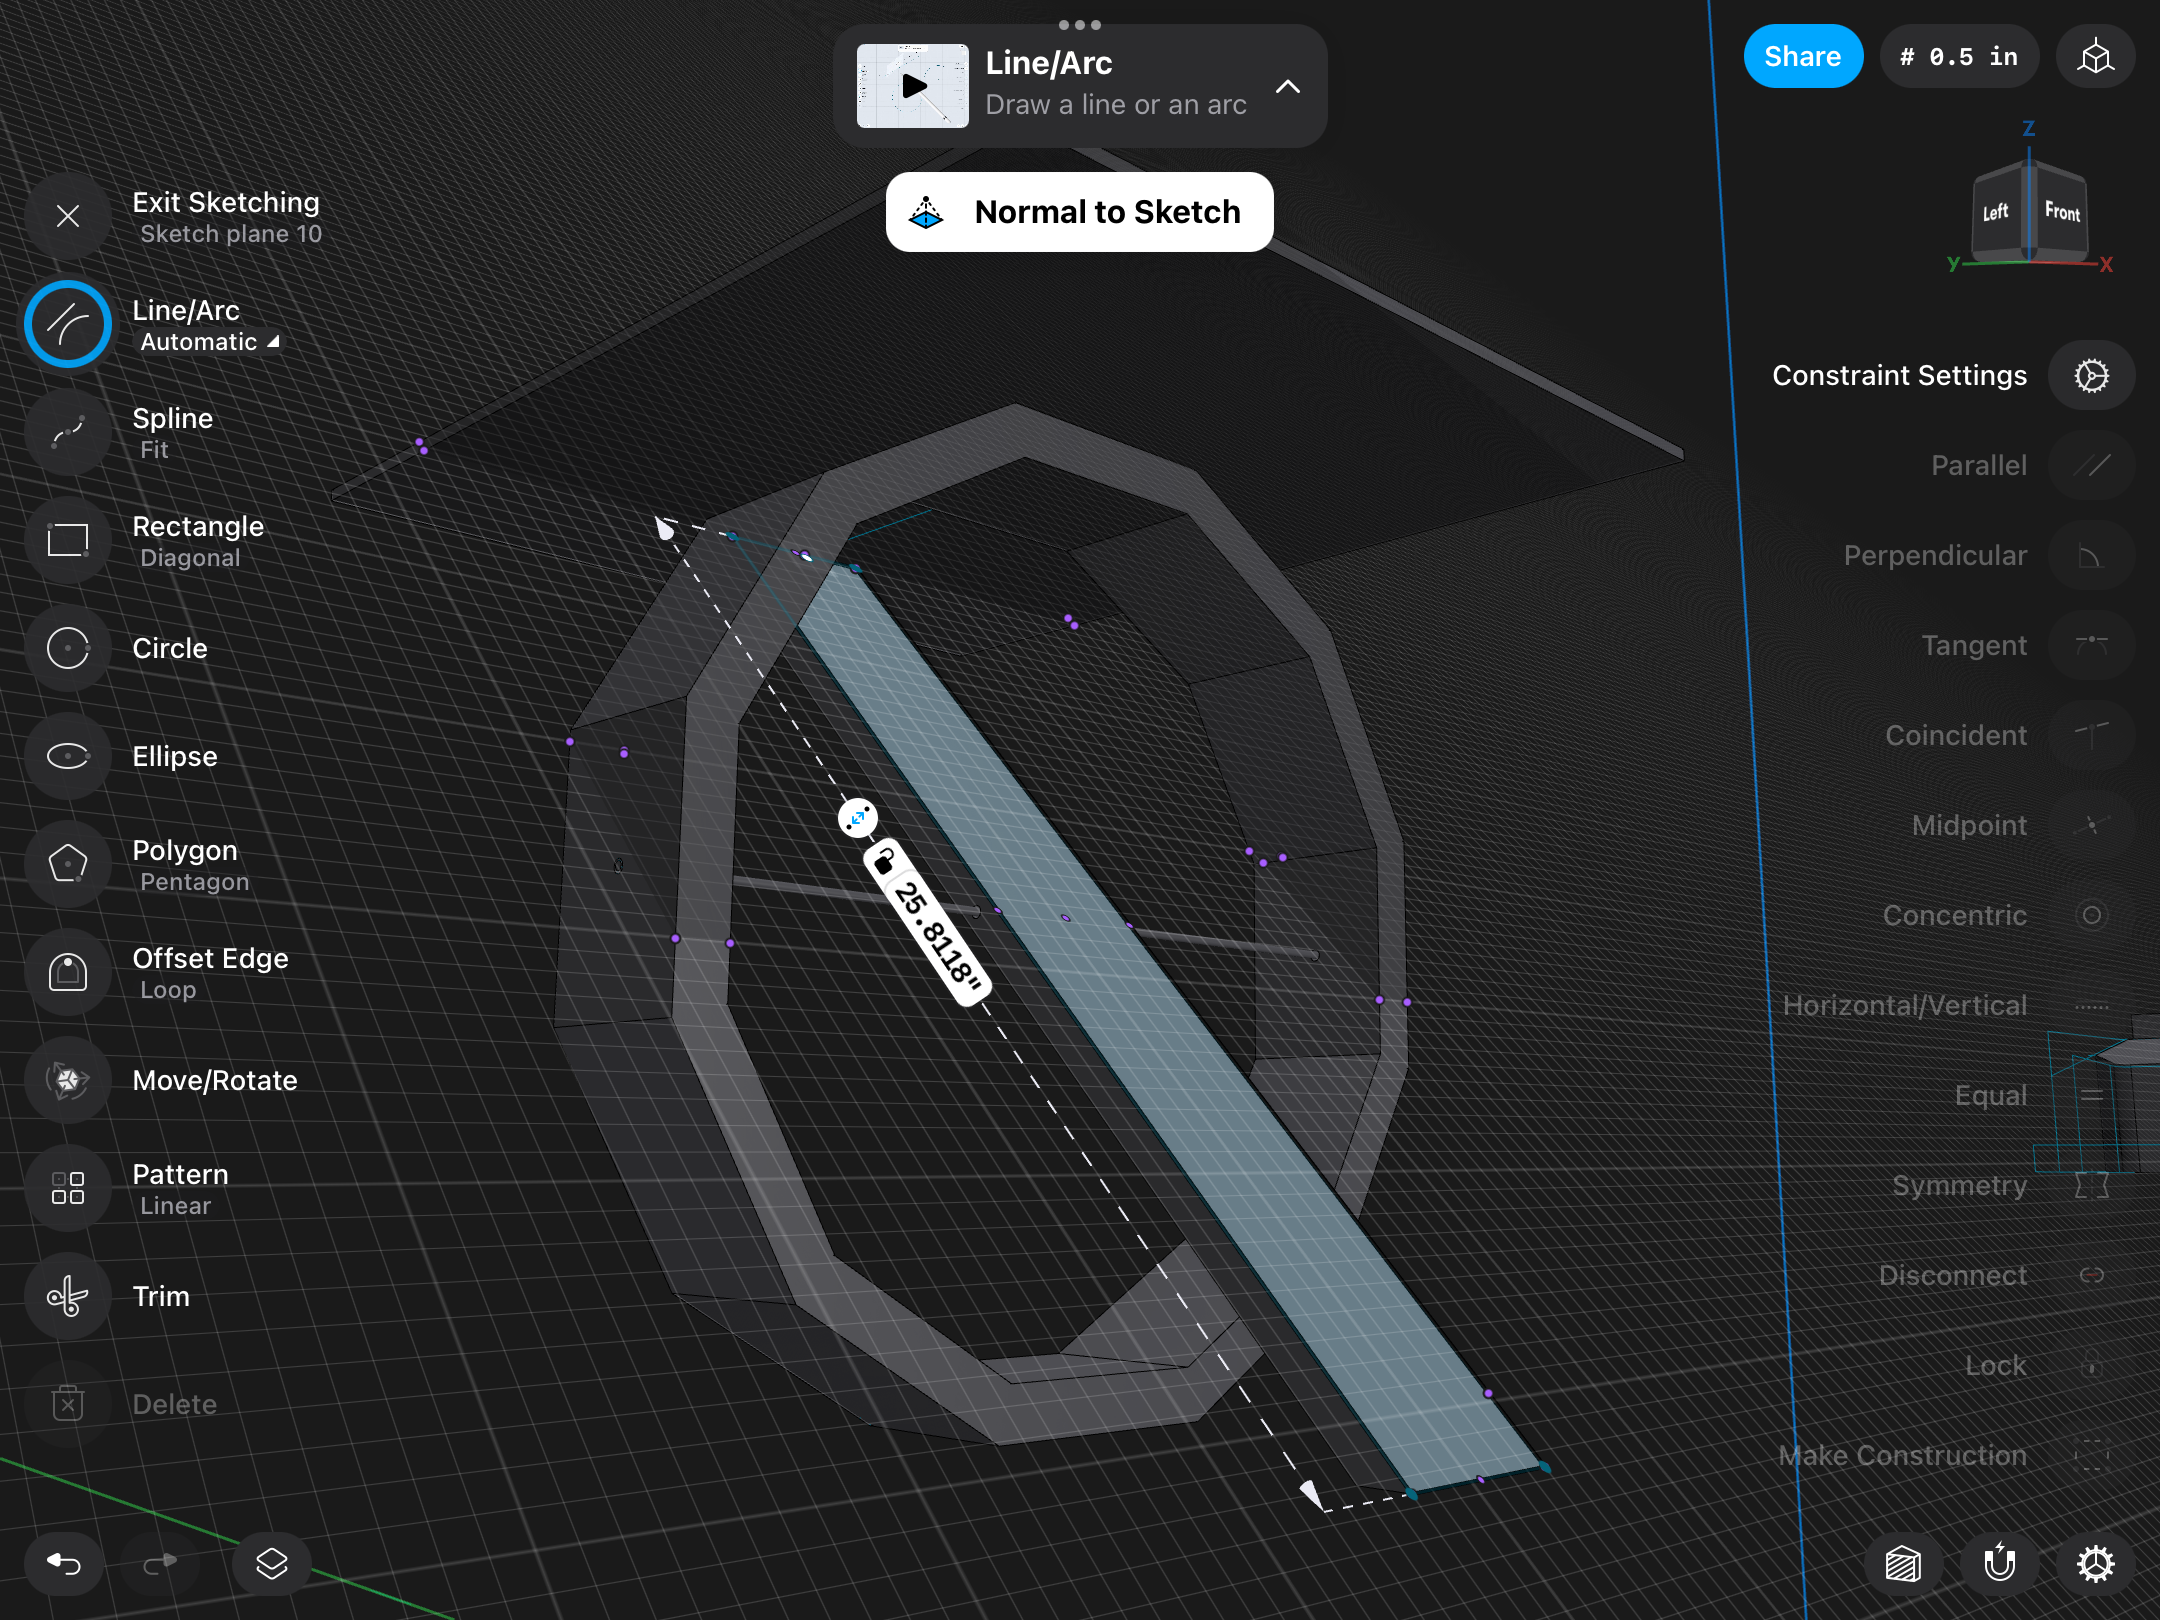 Line/Arc
Draw a line or an arc
Share
# 0.5 in
Normal to Sketch
Z
Left
Front
Y
X
Exit Sketching
Sketch plane 10
Line/Arc
Automatic
Spline
Fit
Rectangle
Diagonal
Circle
Ellipse
Polygon
Pentagon
Offset Edge
Loop
Move/Rotate
Pattern
Linear
Trim
Delete
25.8118"
Constraint Settings
Parallel
Perpendicular
Tangent
Coincident
Midpoint
Concentric
Horizontal/Vertical
Equal
Symmetry
Disconnect
Lock
Make Construction